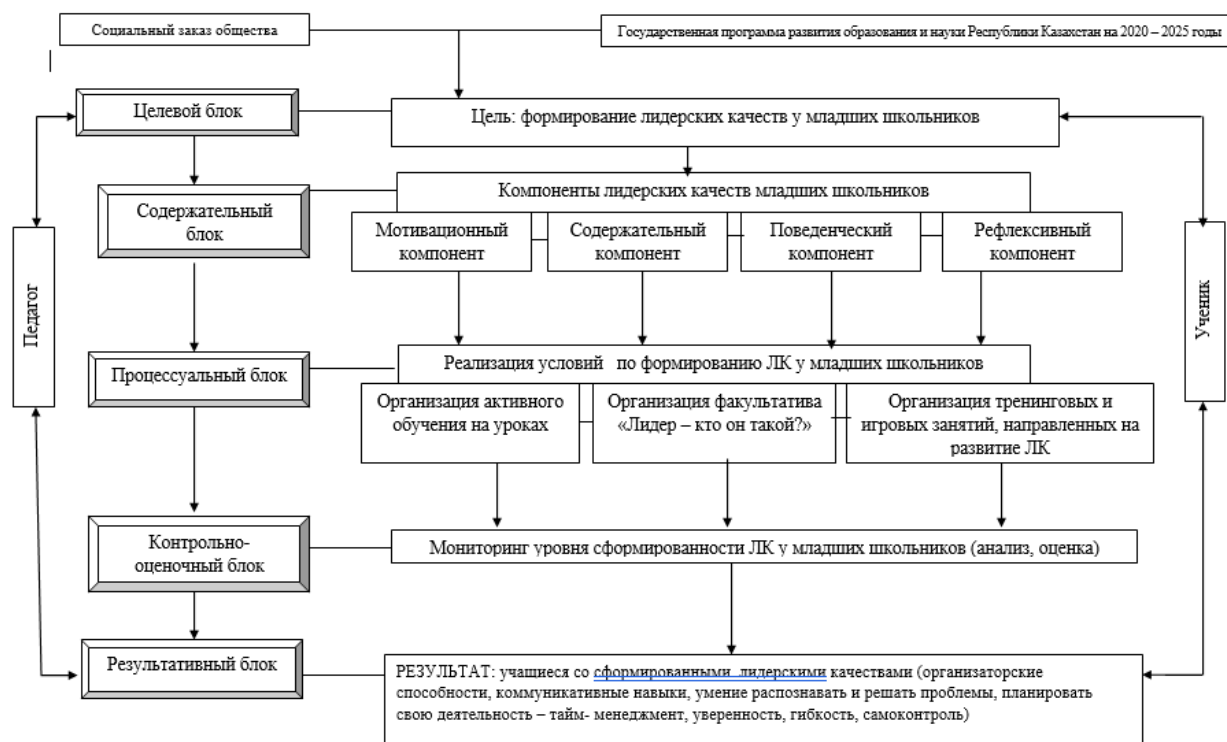 Социальный заказ общества
Государственная программа развития образования и науки Республики Казахстан на 2020 – 2025 годы
Целевой блок
Цель: формирование лидерских качеств у младших школьников
Содержательный
блок
Компоненты лидерских качеств младших школьников
Мотивационный
компонент
Содержательный
компонент
Поведенческий
компонент
Рефлексивный
компонент
Педагог
Ученик
Процессуальный блок
Реализация условий по формированию ЛК у младших школьников
Организация активного
обучения на уроках
Организация факультатива
«Лидер – кто он такой?»
Организация тренинговых и
игровых занятий, направленных на
развитие ЛК
Контрольно-
оценочный блок
Мониторинг уровня сформированности ЛК у младших школьников (анализ, оценка)
Результативный блок
РЕЗУЛЬТАТ: учащиеся со сформированными лидерскими качествами (организаторские
способности, коммуникативные навыки, умение распознавать и решать проблемы, планировать
свою деятельность – тайм- менеджмент, уверенность, гибкость, самоконтроль)